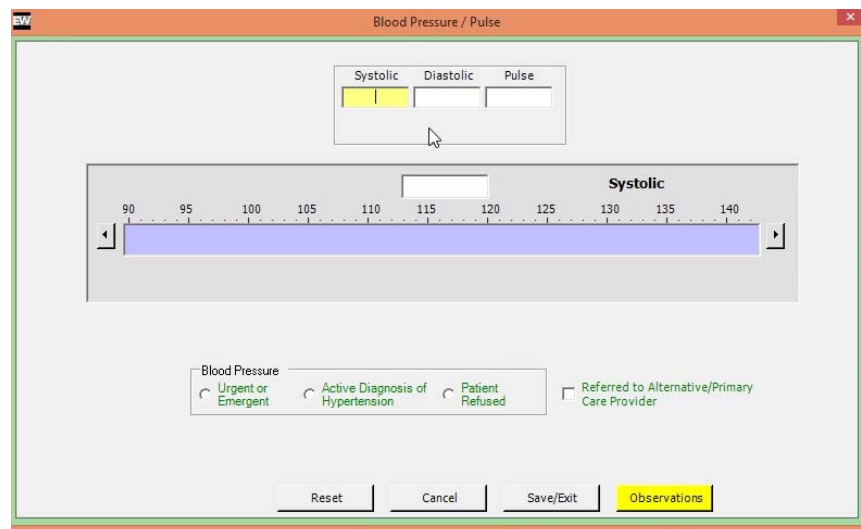 EW Blood Pressure / Pulse ×
Systolic Diastolic Pulse
Systolic
90 95 100 105 110 115 120 125 130 135 140
Blood Pressure
Urgent or Emergent
Active Diagnosis of Hypertension
Patient Refused
Referred to Alternative/Primary
Care Provider
Reset Cancel Save/Exit Observations